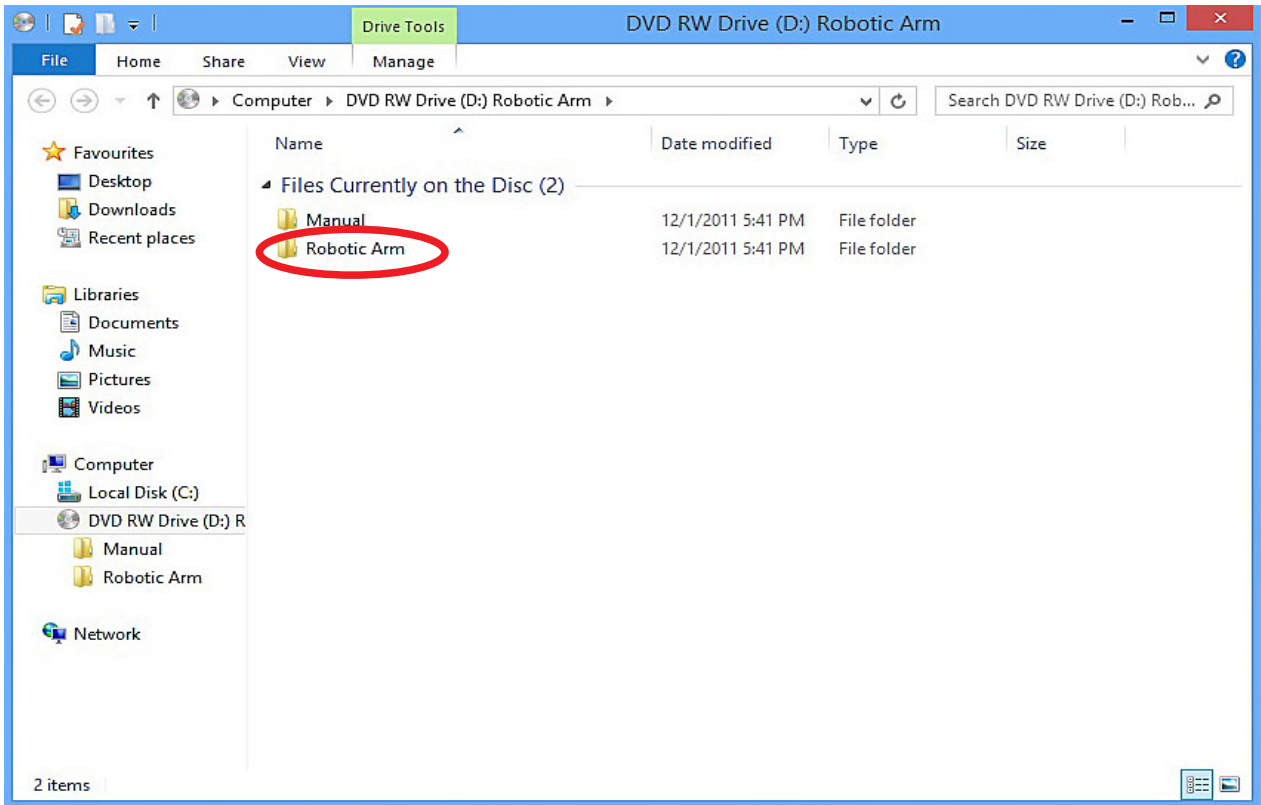 Drive Tools
DVD RW Drive (D:) Robotic Arm
File Home Share View Manage
Computer DVD RW Drive (D:) Robotic Arm
Search DVD RW Drive (D:) Rob...
Favourites
Desktop
Downloads
Recent places
Libraries
Documents
Music
Pictures
Videos
Computer
Local Disk (C:)
DVD RW Drive (D:) R
Manual
Robotic Arm
Network
Name Date modified Type Size
Files Currently on the Disc (2)
Manual 12/1/2011 5:41 PM File folder
Robotic Arm 12/1/2011 5:41 PM File folder
2 items